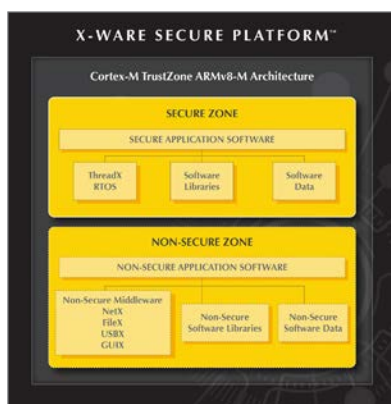 X-WARE SECURE PLATFORM™
Cortex-M TrustZone ARMv8-M Architecture
SECURE ZONE
SECURE APPLICATION SOFTWARE
ThreadX
RTOS
Software
Libraries
Software
Data
NON-SECURE ZONE
NON-SECURE APPLICATION SOFTWARE
Non-Secure Middleware
NetX
FileX
USBX
GUIX
Non-Secure
Software Libraries
Non-Secure
Software Data